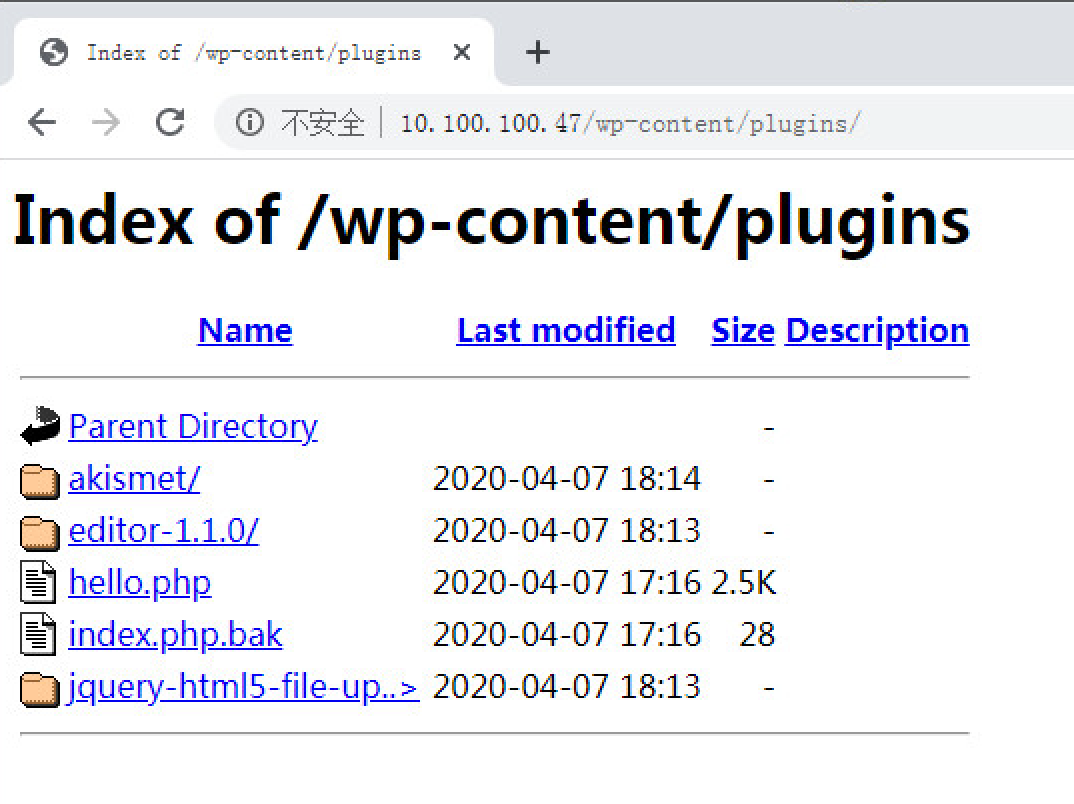 Index of /wp-content/plugins
不安全 10.100.100.47/wp-content/plugins/
Index of /wp-content/plugins
Name Last modified Size Description
Parent Directory -
akismet/ 2020-04-07 18:14 -
editor-1.1.0/ 2020-04-07 18:13 -
hello.php 2020-04-07 17:16 2.5K
index.php.bak 2020-04-07 17:16 28
jquery-html5-file-up..> 2020-04-07 18:13 -